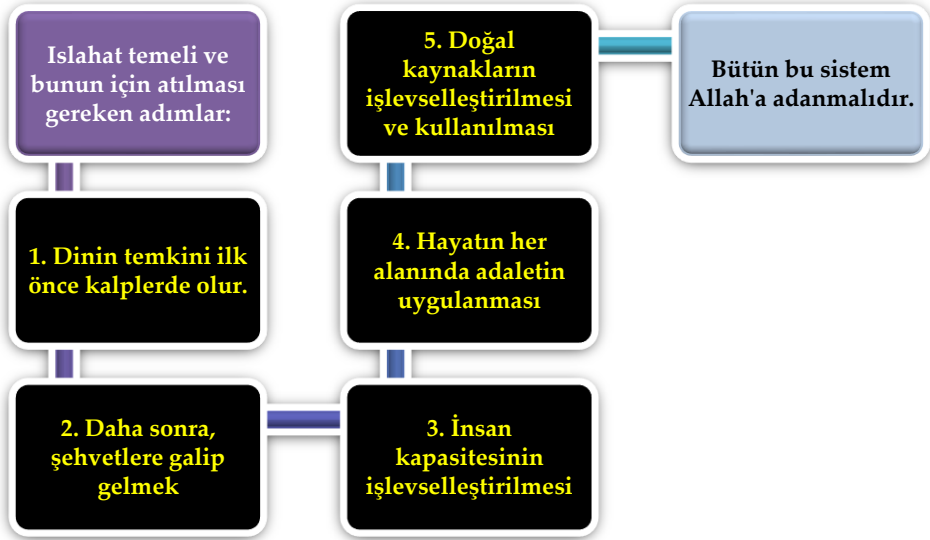 Islahat temeli ve
bunun için atılması
gereken adımlar:
1. Dinin temkini ilk
önce kalplerde olur.
2. Daha sonra,
şehvetlere galip
gelmek
3. İnsan
kapasitesinin
işlevselleştirilmesi
4. Hayatın her
alanında adaletin
uygulanması
5. Doğal
kaynakların
işlevselleştirilmesi
ve kullanılması
Bütün bu sistem
Allah'a adanmalıdır.